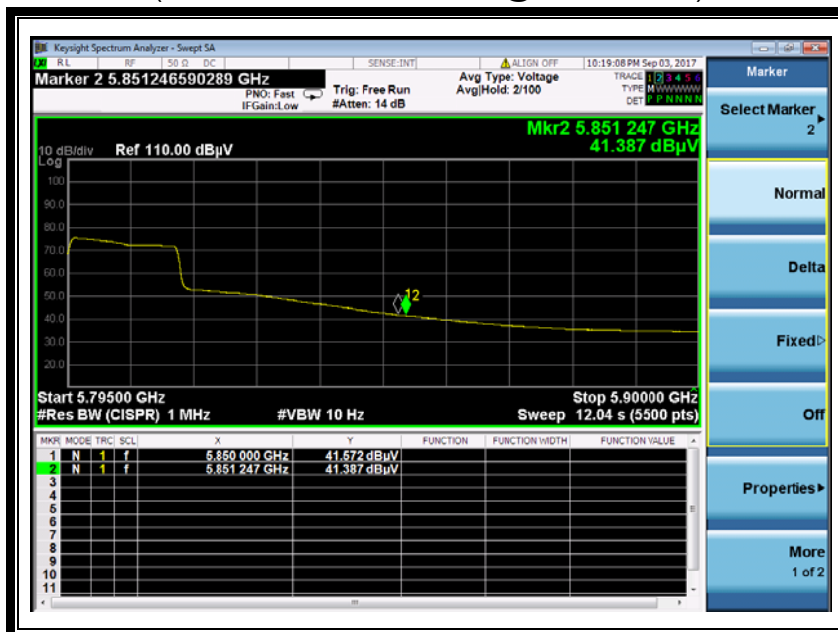 Keysight Spectrum Analyzer - Swept SA
RL RF 50 Ω DC SENSE:INT ALIGN OFF 10:19:08 PM Sep 03, 2017
Marker 2 5.851246590289 GHz
PNO: Fast
IFGain:Low
Trig: Free Run
#Atten: 14 dB
Avg Type: Voltage
Avg|Hold: 2/100
TRACE 1 2 3 4 5 6
TYPE M W W W W W
DET P P N N N N
Mkr2 5.851 247 GHz
41.387 dBµV
10 dB/div Ref 110.00 dBµV
Log
100
90.0
80.0
70.0
60.0
50.0
40.0
30.0
20.0
12
Start 5.79500 GHz Stop 5.90000 GHz
#Res BW (CISPR) 1 MHz #VBW 10 Hz Sweep 12.04 s (5500 pts)
MKR MODE TRC SCL X Y FUNCTION FUNCTION WIDTH FUNCTION VALUE
1 N 1 f 5.850 000 GHz 41.572 dBµV
2 N 1 f 5.851 247 GHz 41.387 dBµV
3
4
5
6
7
8
9
10
11
Marker
Select Marker
2
Normal
Delta
Fixed
Off
Properties
More
1 of 2